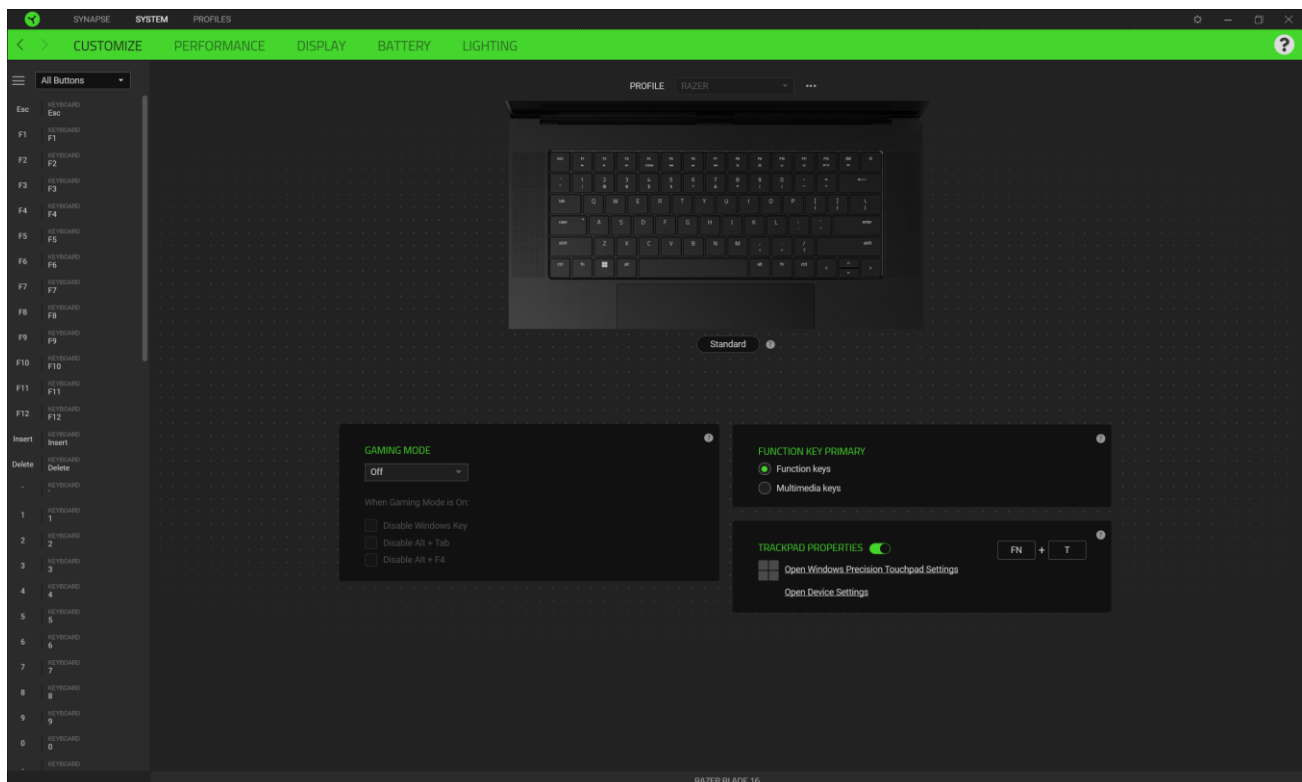 SYNAPSE SYSTEM PROFILES
CUSTOMIZE PERFORMANCE DISPLAY BATTERY LIGHTING ?
All Buttons
PROFILE RAZER •••
Esc KEYBOARD Esc
F1 KEYBOARD F1
F2 KEYBOARD F2
F3 KEYBOARD F3
F4 KEYBOARD F4
F5 KEYBOARD F5
F6 KEYBOARD F6
F7 KEYBOARD F7
F8 KEYBOARD F8
F9 KEYBOARD F9
F10 KEYBOARD F10
F11 KEYBOARD F11
F12 KEYBOARD F12
Insert KEYBOARD Insert
Delete KEYBOARD Delete
KEYBOARD
1 KEYBOARD 1
2 KEYBOARD 2
3 KEYBOARD 3
4 KEYBOARD 4
5 KEYBOARD 5
6 KEYBOARD 6
7 KEYBOARD 7
8 KEYBOARD 8
9 KEYBOARD 9
0 KEYBOARD 0
- KEYBOARD
Q W E R T Y U I O P
A S D F G H J K L
Z X C V B N M
Standard ?
GAMING MODE ?
Off
When Gaming Mode is On:
Disable Windows Key
Disable Alt + Tab
Disable Alt + F4
FUNCTION KEY PRIMARY ?
Function keys
Multimedia keys
TRACKPAD PROPERTIES FN + T ?
Open Windows Precision Touchpad Settings
Open Device Settings
RAZER BLADE 16